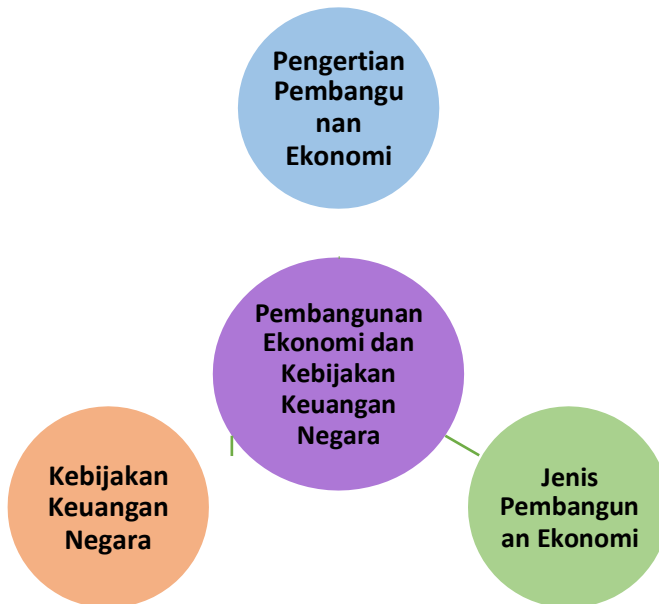 Pengertian
Pembangu
nan
Ekonomi
Pembangunan
Ekonomi dan
Kebijakan
Keuangan
Negara
Kebijakan
Keuangan
Negara
Jenis
Pembangun
an Ekonomi